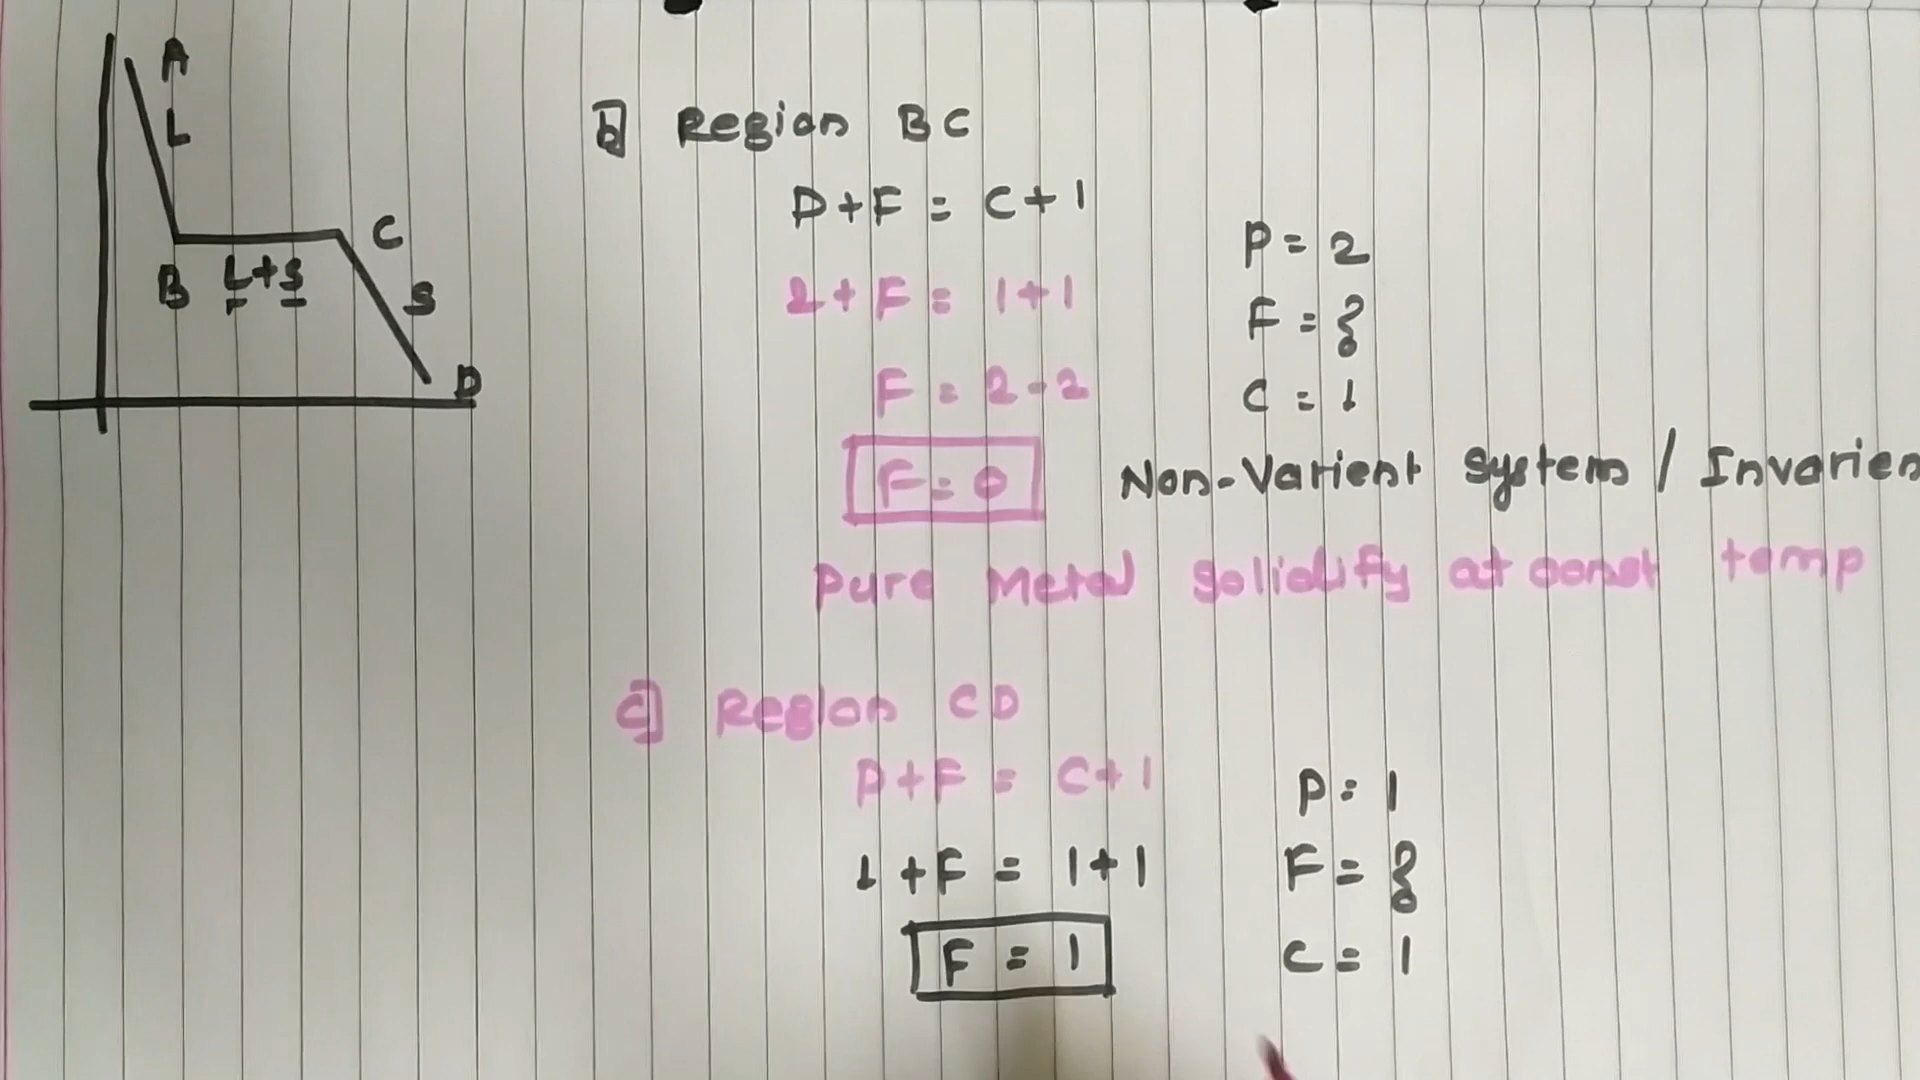 A
L
B
L+S
C
S
D
b] Region BC
P+F = C+1
P = 2
2+F = 1+1
F = ?
F = 2-2
C = 1
F = 0
Non-Varient system / Invarien
Pure Metal solidify at const temp
c] Region CD
P+F = C+1
P = 1
1+F = 1+1
F = ?
F = 1
C = 1